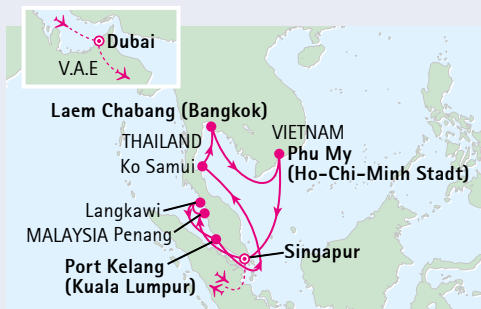 Dubai
V.A.E
Laem Chabang (Bangkok)
THAILAND
VIETNAM
Ko Samui
Phu My
(Ho-Chi-Minh Stadt)
Langkawi
MALAYSIA Penang
Singapur
Port Kelang
(Kuala Lumpur)